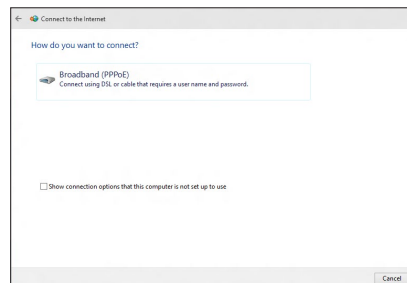 Connect to the Internet
How do you want to connect?
Broadband (PPPoE)
Connect using DSL or cable that requires a user name and password.
Show connection options that this computer is not set up to use
Cancel